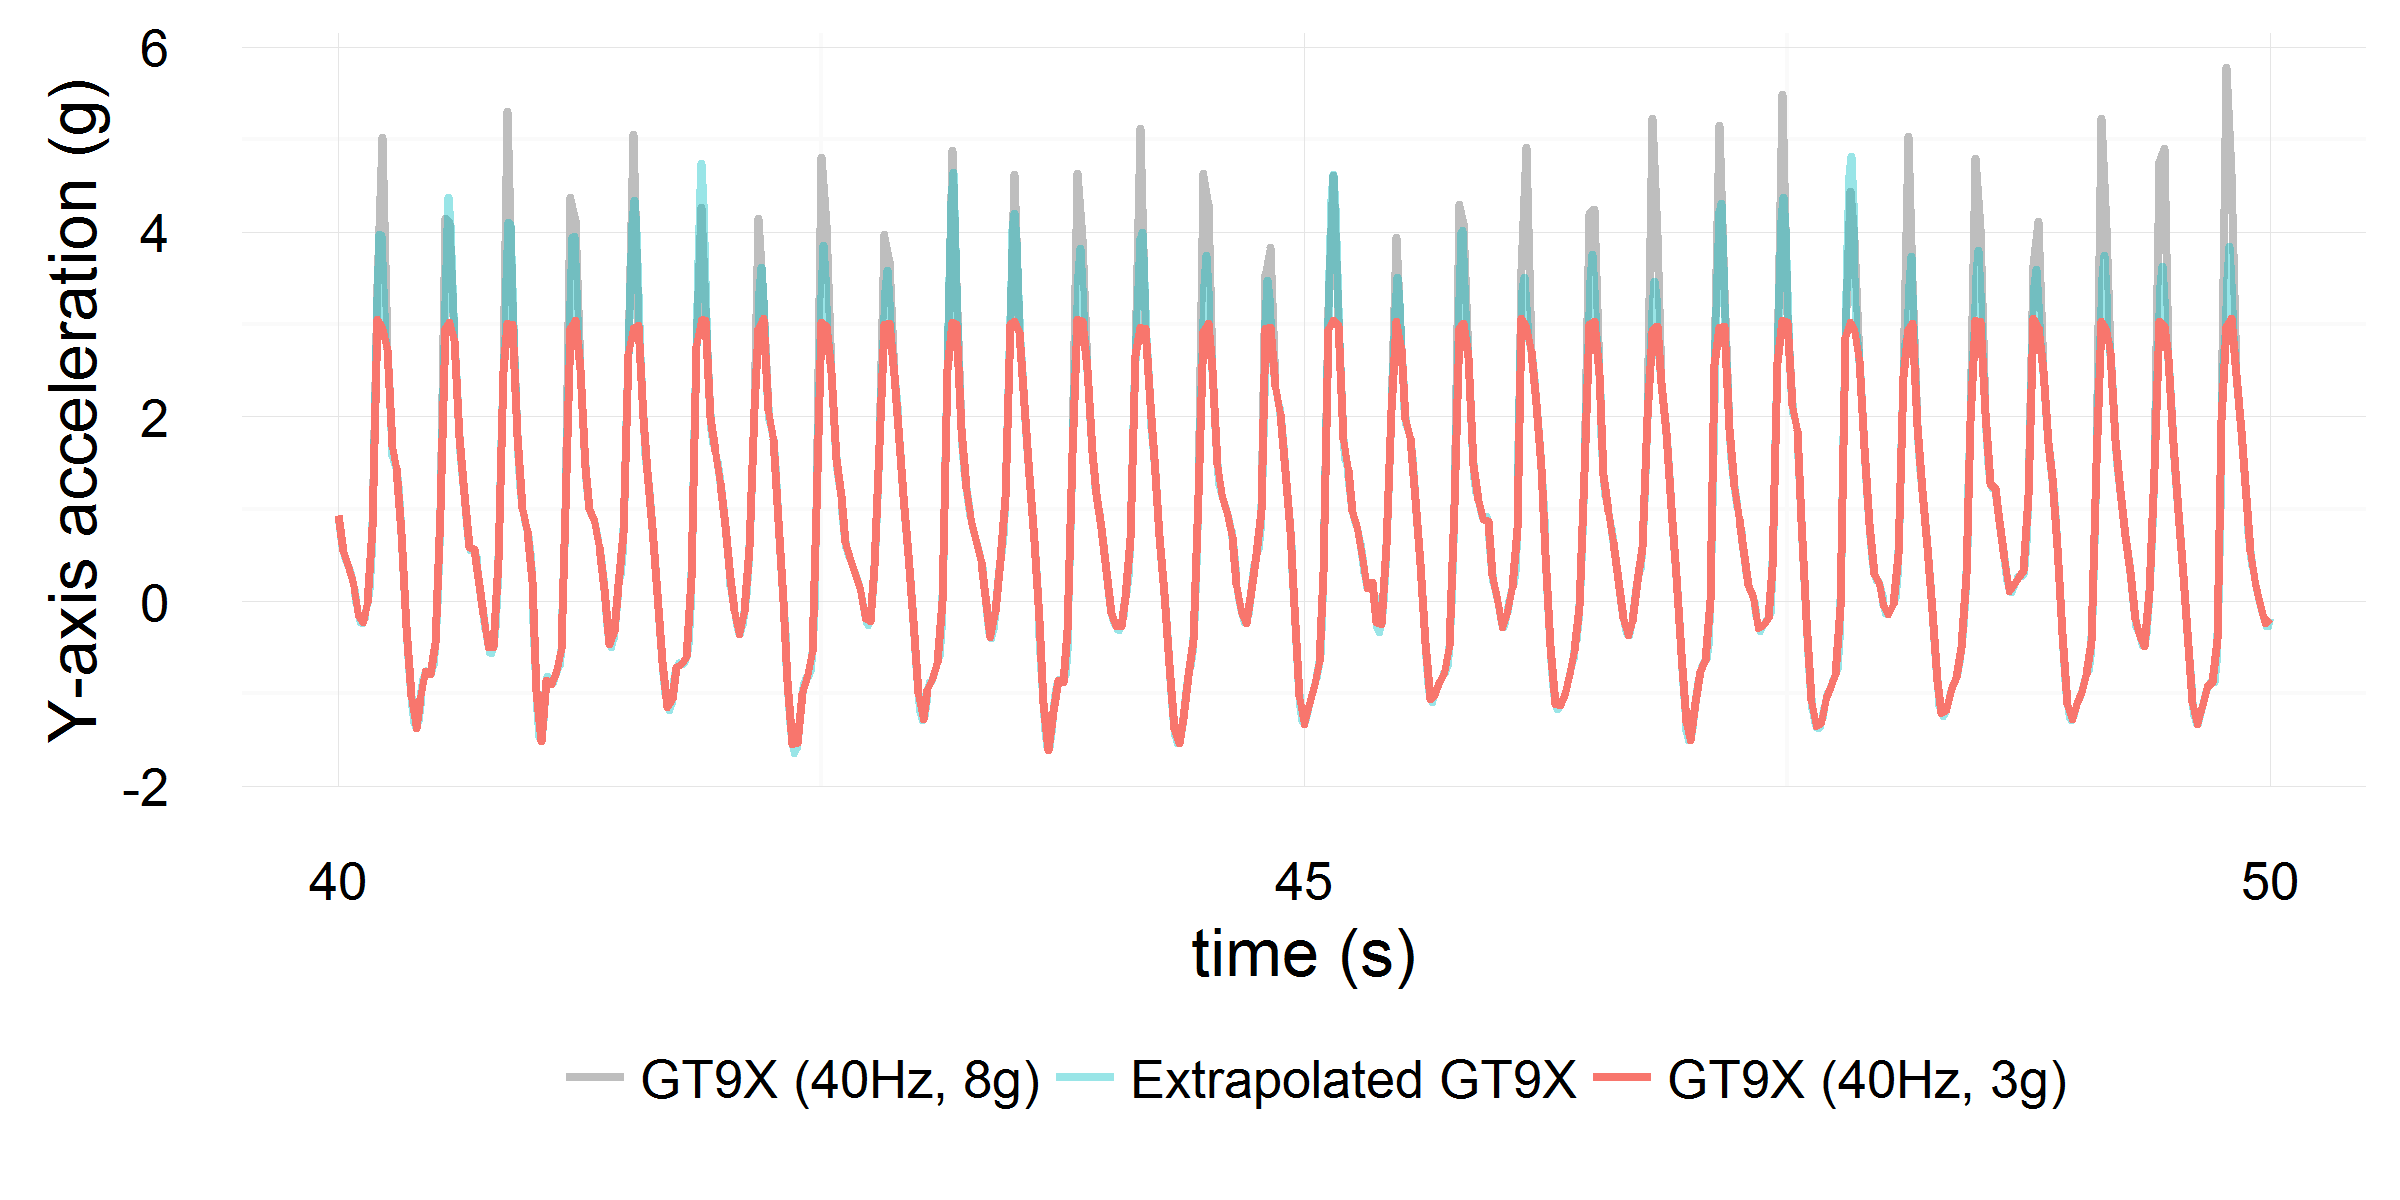 Y-axis acceleration (g)
6
4
2
0
-2
40 45 50
time (s)
GT9X (40Hz, 8g) Extrapolated GT9X GT9X (40Hz, 3g)